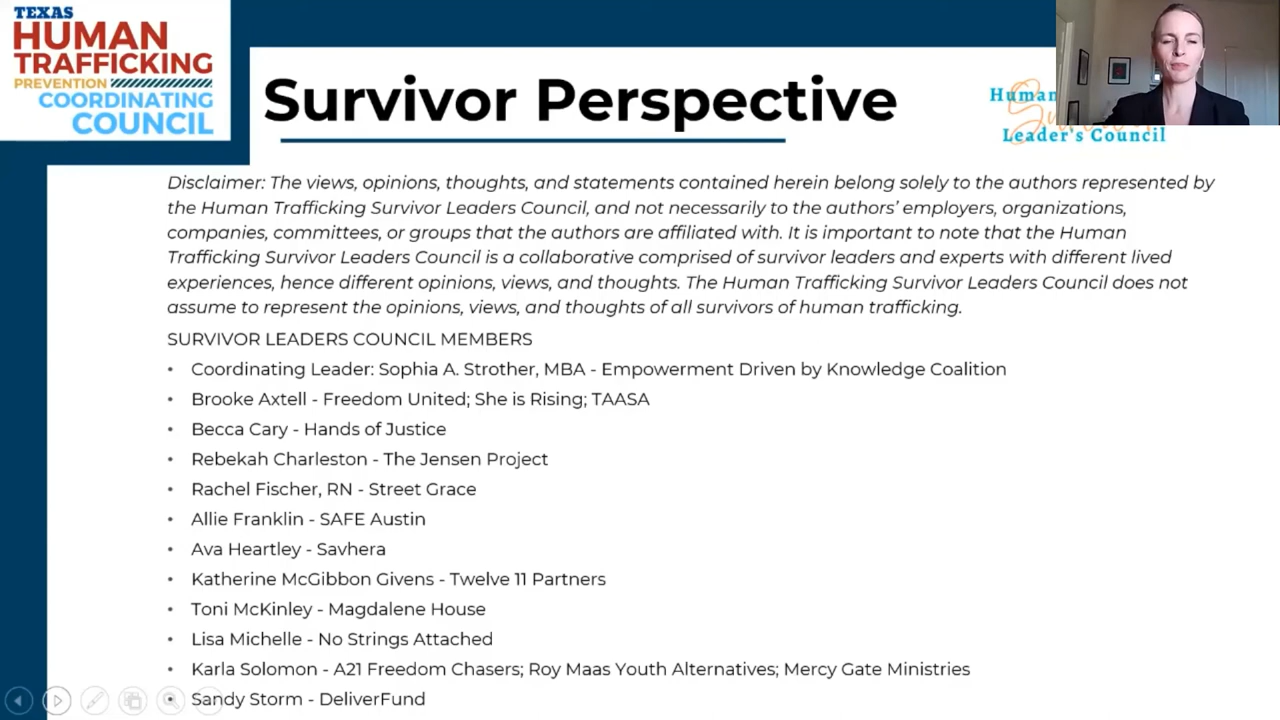 TEXAS
HUMAN
TRAFFICKING
PREVENTION
COORDINATING
COUNCIL
Survivor Perspective
Human
Leader's Council
Disclaimer: The views, opinions, thoughts, and statements contained herein belong solely to the authors represented by
the Human Trafficking Survivor Leaders Council, and not necessarily to the authors' employers, organizations,
companies, committees, or groups that the authors are affiliated with. It is important to note that the Human
Trafficking Survivor Leaders Council is a collaborative comprised of survivor leaders and experts with different lived
experiences, hence different opinions, views, and thoughts. The Human Trafficking Survivor Leaders Council does not
assume to represent the opinions, views, and thoughts of all survivors of human trafficking.
SURVIVOR LEADERS COUNCIL MEMBERS
• Coordinating Leader: Sophia A. Strother, MBA - Empowerment Driven by Knowledge Coalition
• Brooke Axtell - Freedom United; She is Rising; TAASA
• Becca Cary - Hands of Justice
• Rebekah Charleston - The Jensen Project
• Rachel Fischer, RN - Street Grace
• Allie Franklin - SAFE Austin
• Ava Heartley - Savhera
• Katherine McGibbon Givens - Twelve 11 Partners
• Toni McKinley - Magdalene House
• Lisa Michelle - No Strings Attached
• Karla Solomon - A21 Freedom Chasers; Roy Maas Youth Alternatives; Mercy Gate Ministries
• Sandy Storm - DeliverFund